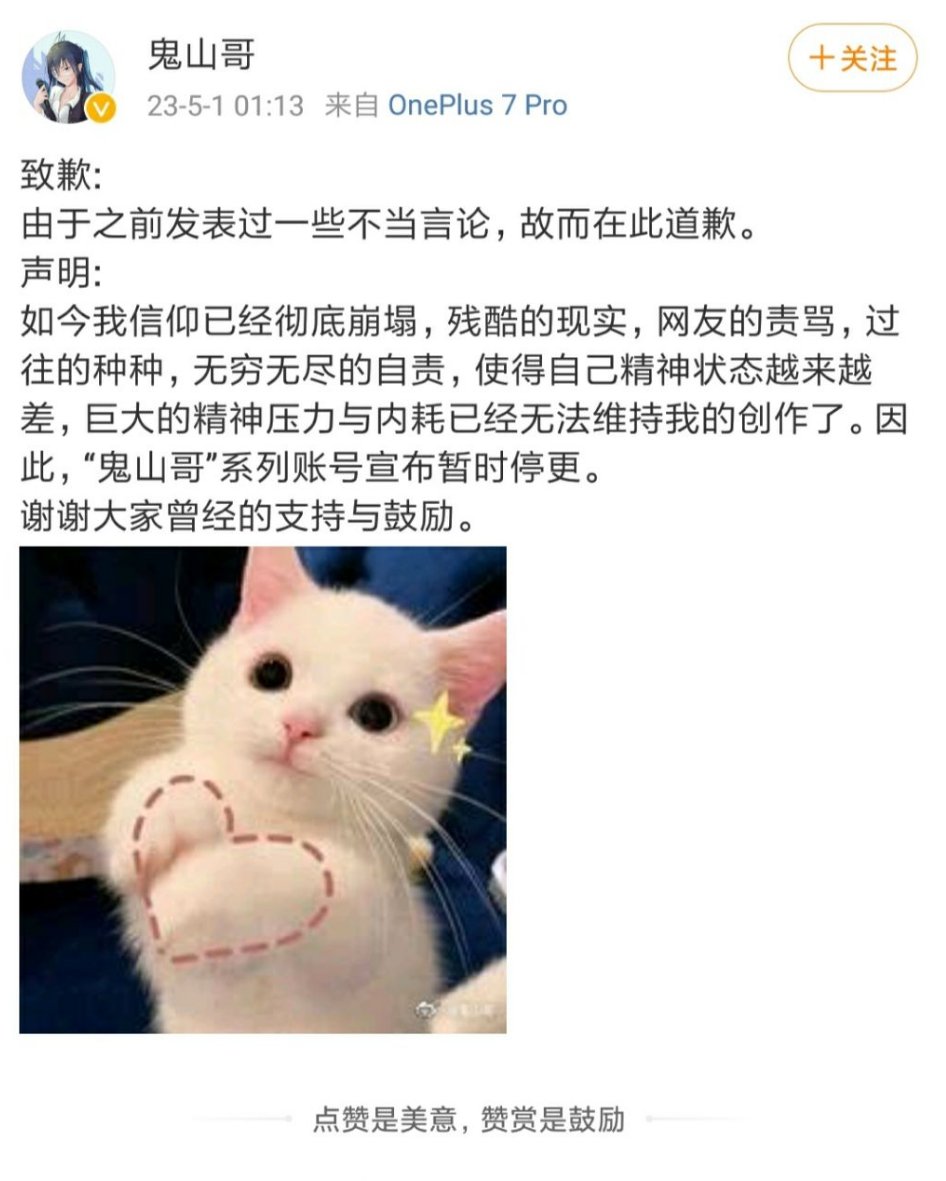 鬼山哥
+关注
23-5-1 01:13 来自 OnePlus 7 Pro
致歉:
由于之前发表过一些不当言论，故而在此道歉。
声明:
如今我信仰已经彻底崩塌，残酷的现实，网友的责骂，过
往的种种，无穷无尽的自责，使得自己精神状态越来越
差，巨大的精神压力与内耗已经无法维持我的创作了。因
此，“鬼山哥”系列账号宣布暂时停更。
谢谢大家曾经的支持与鼓励。
点赞是美意，赞赏是鼓励